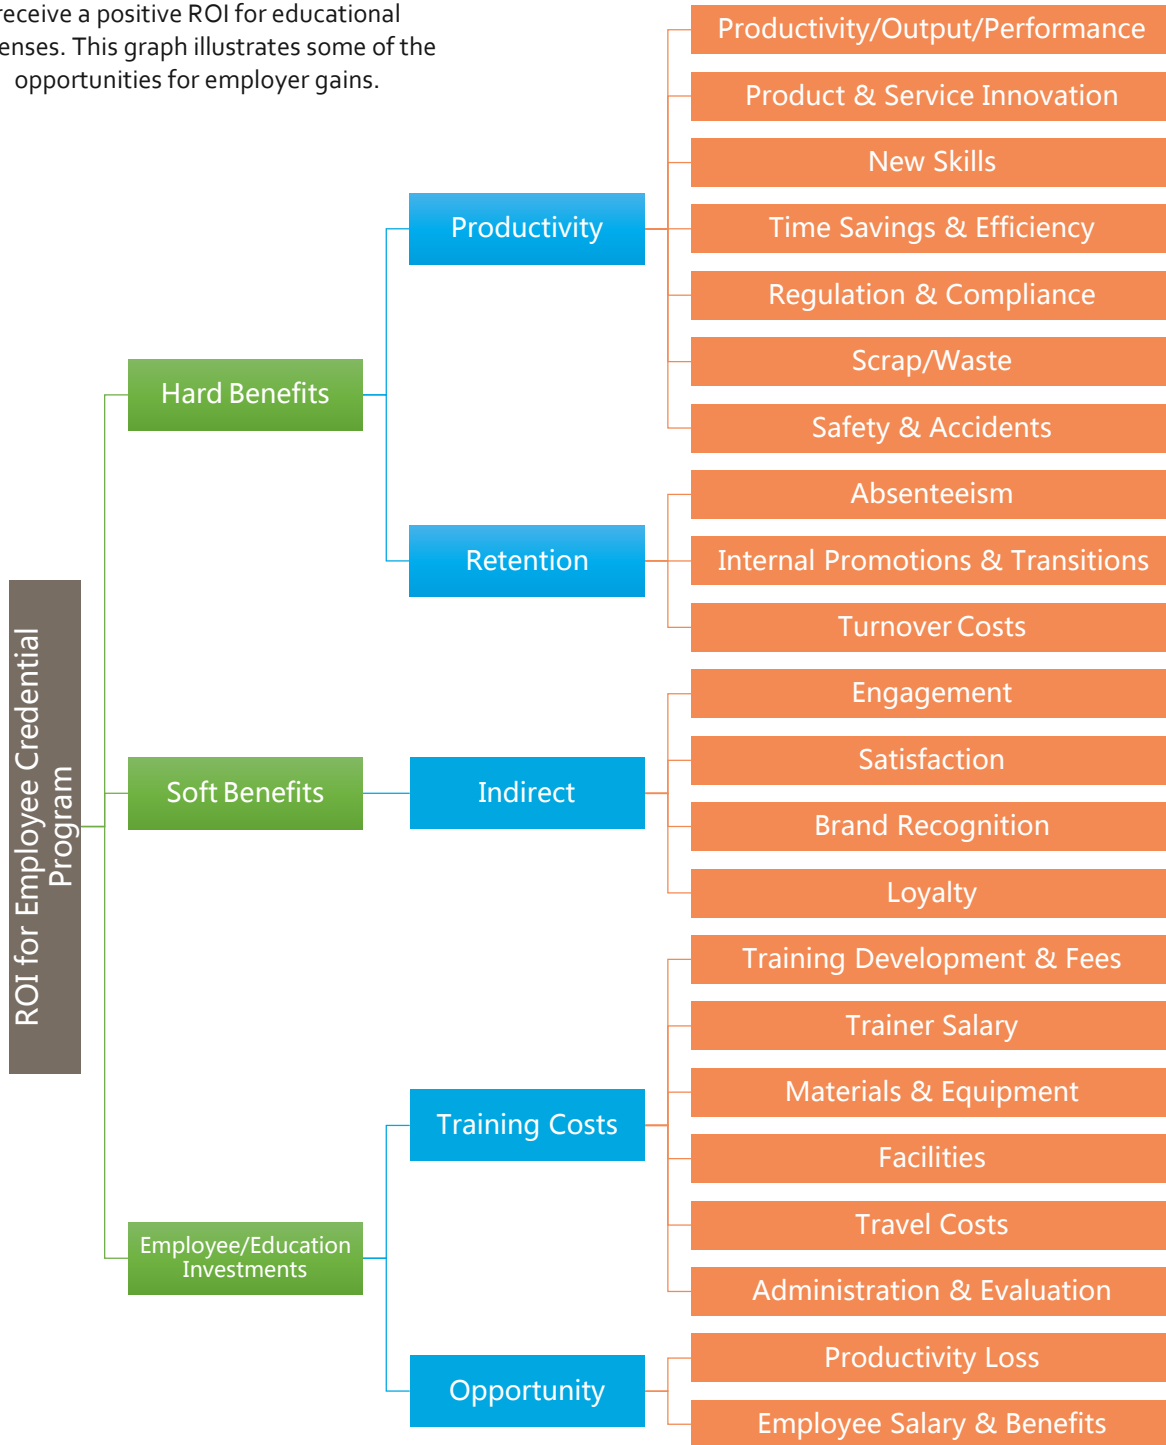 receive a positive ROI for educational
enses. This graph illustrates some of the
opportunities for employer gains.
ROI for Employee Credential
Program
Hard Benefits
Productivity
Productivity/Output/Performance
Product & Service Innovation
New Skills
Time Savings & Efficiency
Regulation & Compliance
Scrap/Waste
Safety & Accidents
Retention
Absenteeism
Internal Promotions & Transitions
Turnover Costs
Soft Benefits
Indirect
Engagement
Satisfaction
Brand Recognition
Loyalty
Employee/Education
Investments
Training Costs
Training Development & Fees
Trainer Salary
Materials & Equipment
Facilities
Travel Costs
Administration & Evaluation
Opportunity
Productivity Loss
Employee Salary & Benefits